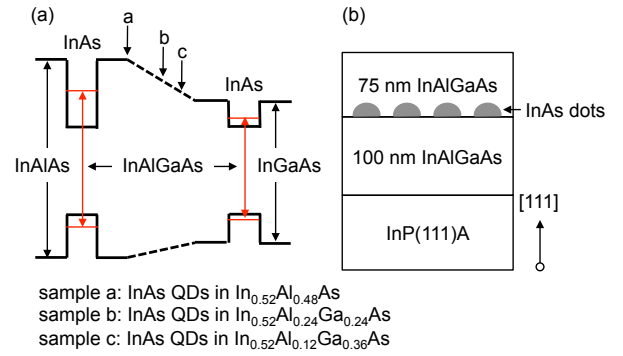 (a)
a
b
c
InAs
InAs
InAlAs
InAlGaAs
InGaAs
sample a: InAs QDs in In₀.₅₂Al₀.₄₈As
sample b: InAs QDs in In₀.₅₂Al₀.₂₄Ga₀.₂₄As
sample c: InAs QDs in In₀.₅₂Al₀.₁₂Ga₀.₃₆As
(b)
75 nm InAlGaAs
InAs dots
100 nm InAlGaAs
[111]
InP(111)A